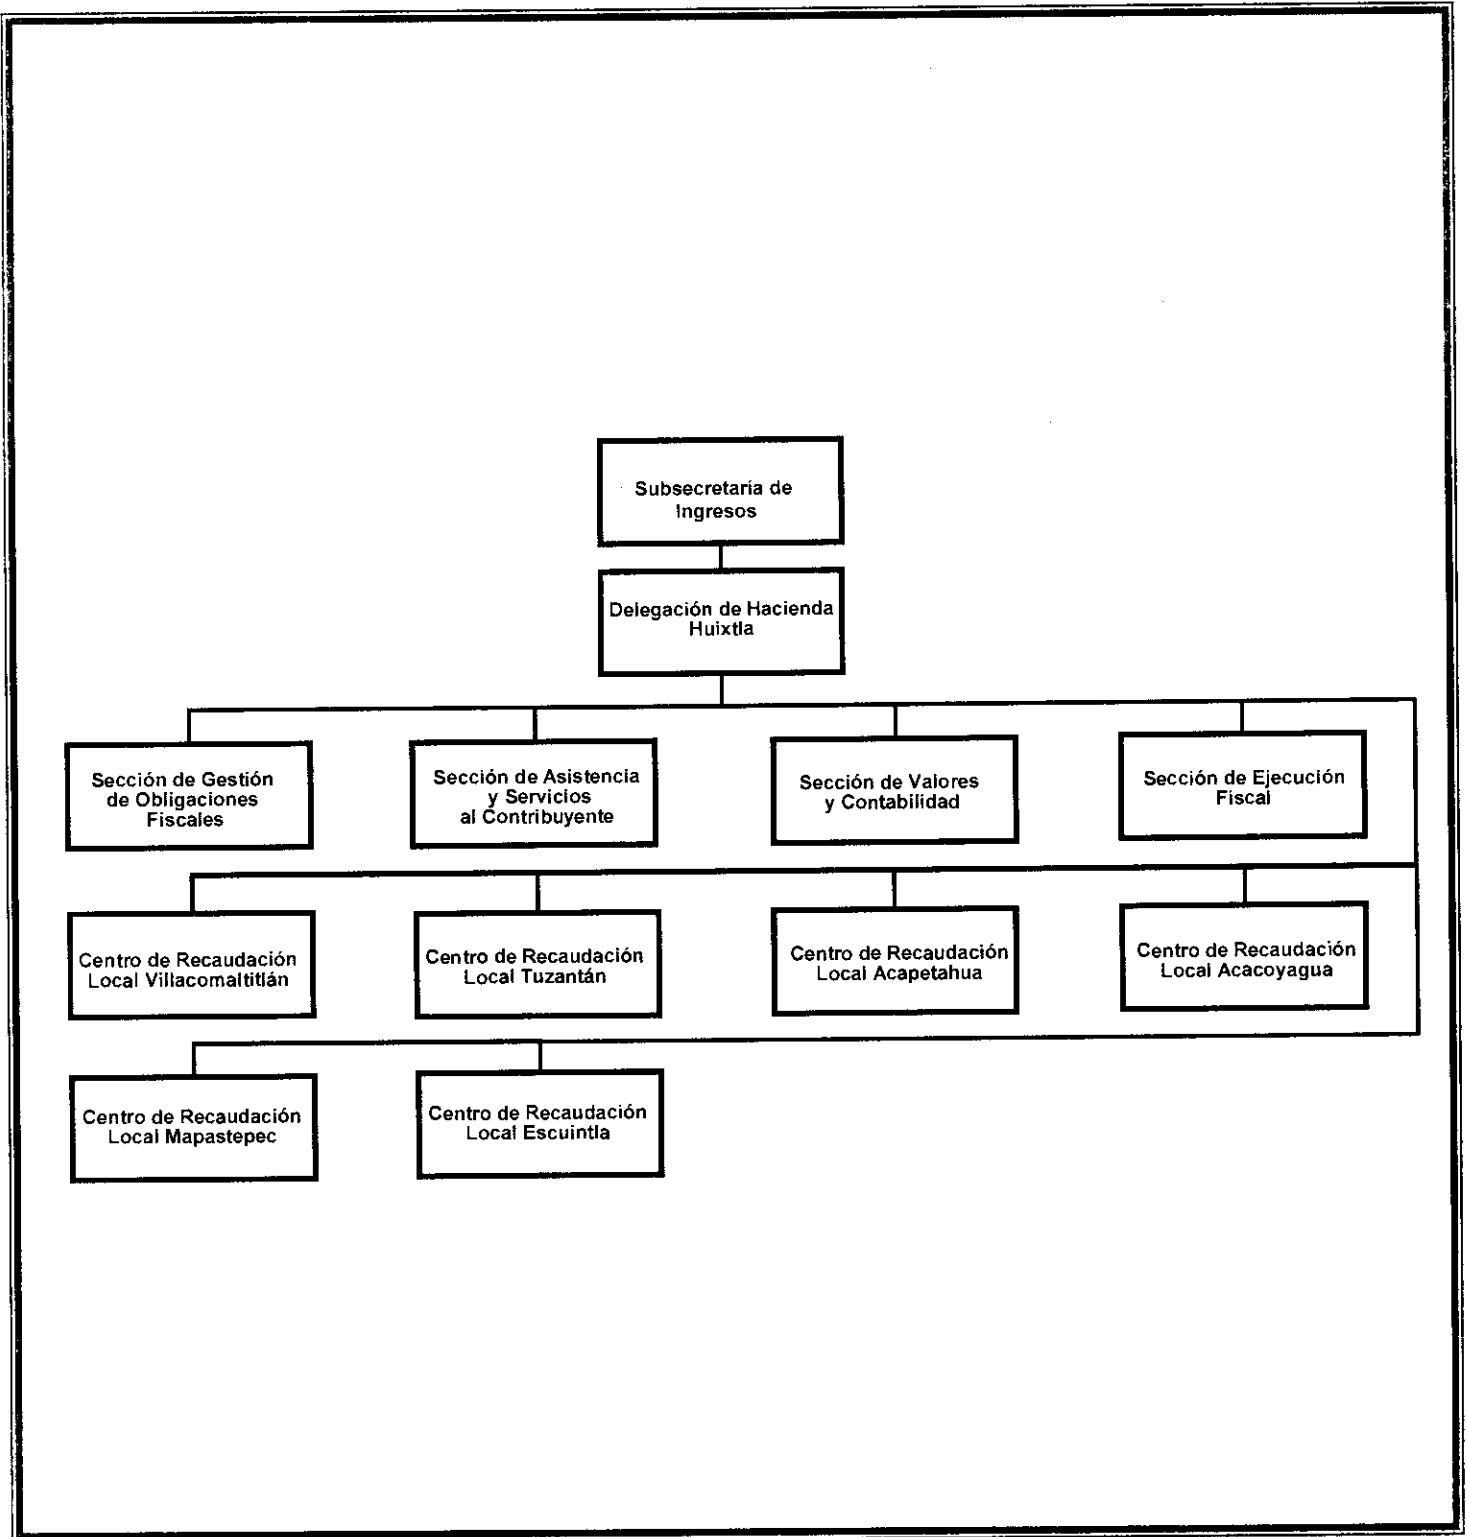 Subsecretaría de
Ingresos
Delegación de Hacienda
Huixtla
Sección de Gestión
de Obligaciones
Fiscales
Sección de Asistencia
y Servicios
al Contribuyente
Sección de Valores
y Contabilidad
Sección de Ejecución
Fiscal
Centro de Recaudación
Local Villacomaltitlán
Centro de Recaudación
Local Tuzantán
Centro de Recaudación
Local Acapetahua
Centro de Recaudación
Local Acacoyagua
Centro de Recaudación
Local Mapastepec
Centro de Recaudación
Local Escuintla